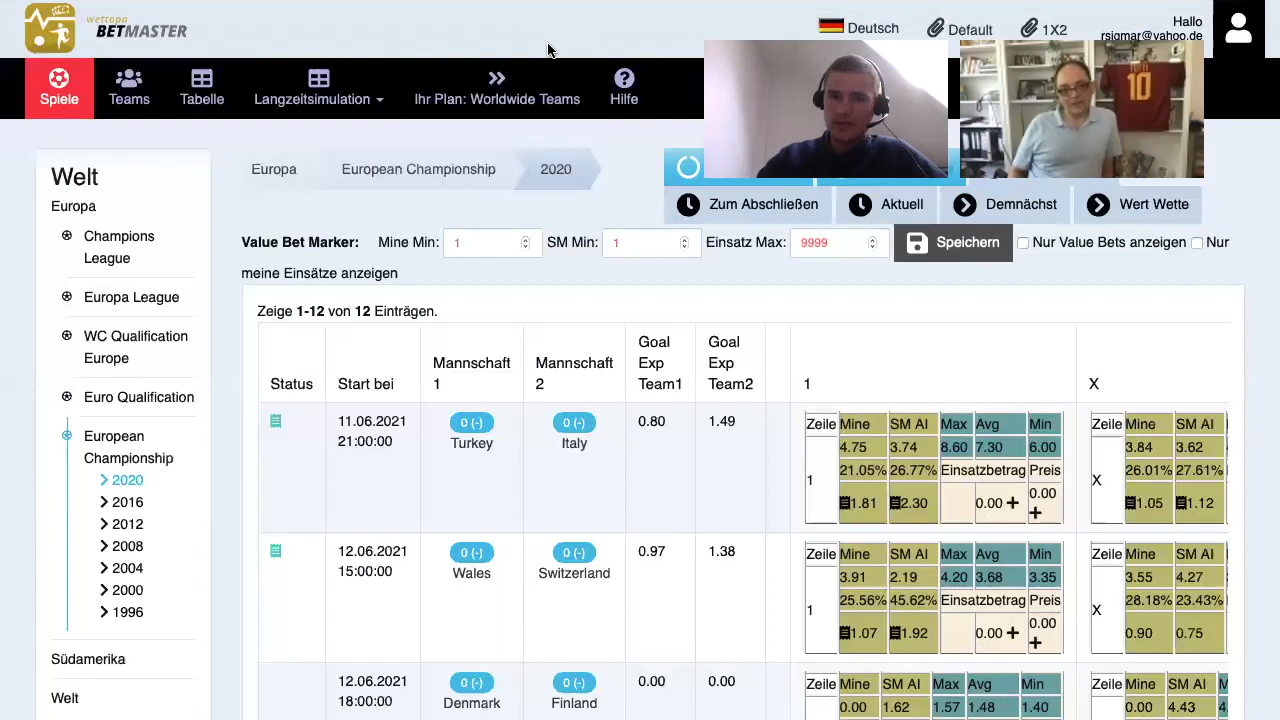 wettopa
BETMASTER
Deutsch
Default
1X2
Hallo
rsigmar@yahoo.de
Spiele
Teams
Tabelle
Langzeitsimulation
Ihr Plan: Worldwide Teams
Hilfe
10
Welt
Europa
Champions
League
Europa League
WC Qualification
Europe
Euro Qualification
European
Championship
2020
2016
2012
2008
2004
2000
1996
Südamerika
Welt
Europa European Championship 2020
Zum Abschließen
Aktuell
Demnächst
Wert Wette
Value Bet Marker: Mine Min: 1 SM Min: 1 Einsatz Max: 9999 Speichern Nur Value Bets anzeigen Nur
meine Einsätze anzeigen
Zeige 1-12 von 12 Einträgen.
Status
Start bei
Mannschaft
1
Mannschaft
2
Goal
Exp
Team1
Goal
Exp
Team2
1
X
11.06.2021
21:00:00
0 (-)
Turkey
0 (-)
Italy
0.80
1.49
Zeile Mine SM AI Max Avg Min
4.75 3.74 8.60 7.30 6.00
21.05% 26.77% Einsatzbetrag Preis
1
1.81 2.30 0.00 + 0.00
+
Zeile Mine SM AI
3.84 3.62
26.01% 27.61%
X
1.05 1.12
12.06.2021
15:00:00
0 (-)
Wales
0 (-)
Switzerland
0.97
1.38
Zeile Mine SM AI Max Avg Min
3.91 2.19 4.20 3.68 3.35
25.56% 45.62% Einsatzbetrag Preis
1
1.07 1.92 0.00 + 0.00
+
Zeile Mine SM AI
3.55 4.27
28.18% 23.43%
X
0.90 0.75
12.06.2021
18:00:00
0 (-)
Denmark
0 (-)
Finland
0.00
0.00
Zeile Mine SM AI Max Avg Min
0.00 1.62 1.57 1.48 1.40
Zeile Mine SM AI
0.00 4.43